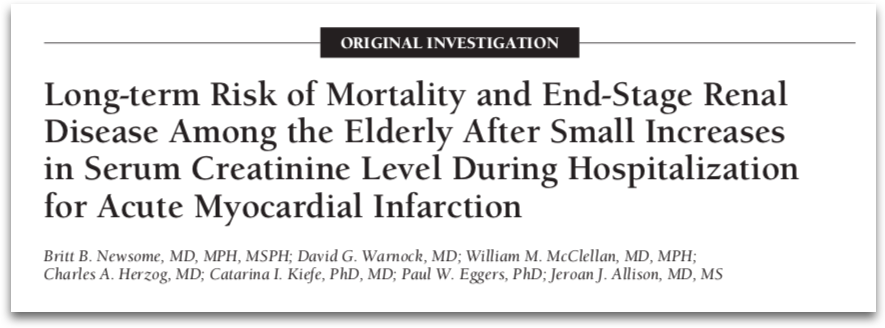 ORIGINAL INVESTIGATION
Long-term Risk of Mortality and End-Stage Renal
Disease Among the Elderly After Small Increases
in Serum Creatinine Level During Hospitalization
for Acute Myocardial Infarction
Britt B. Newsome, MD, MPH, MSPH; David G. Warnock, MD; William M. McClellan, MD, MPH;
Charles A. Herzog, MD; Catarina I. Kiefe, PhD, MD; Paul W. Eggers, PhD; Jeroan J. Allison, MD, MS